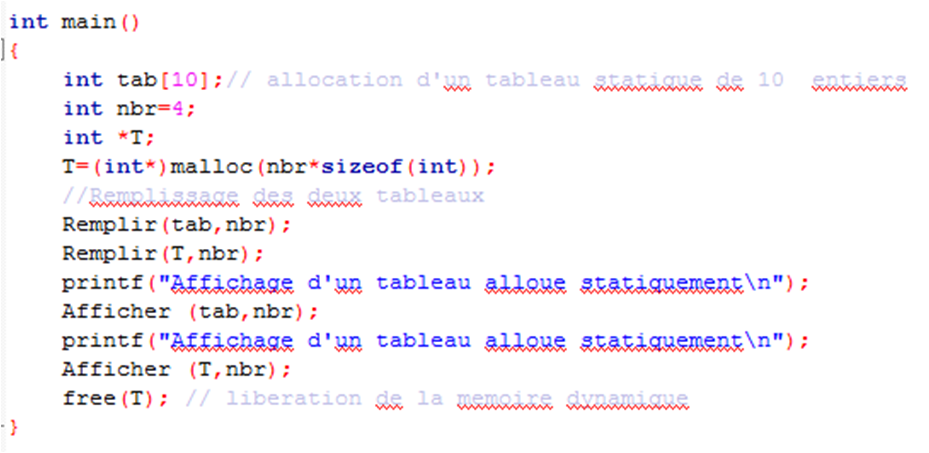 int main()
{
int tab[10];// allocation d'un tableau statique de 10 entiers
int nbr=4;
int *T;
T=(int*)malloc(nbr*sizeof(int));
//Remplissage des deux tableaux
Remplir(tab,nbr);
Remplir(T,nbr);
printf("Affichage d'un tableau alloue statiquement\n");
Afficher (tab,nbr);
printf("Affichage d'un tableau alloue statiquement\n");
Afficher (T,nbr);
free(T); // liberation de la memoire dynamique
}